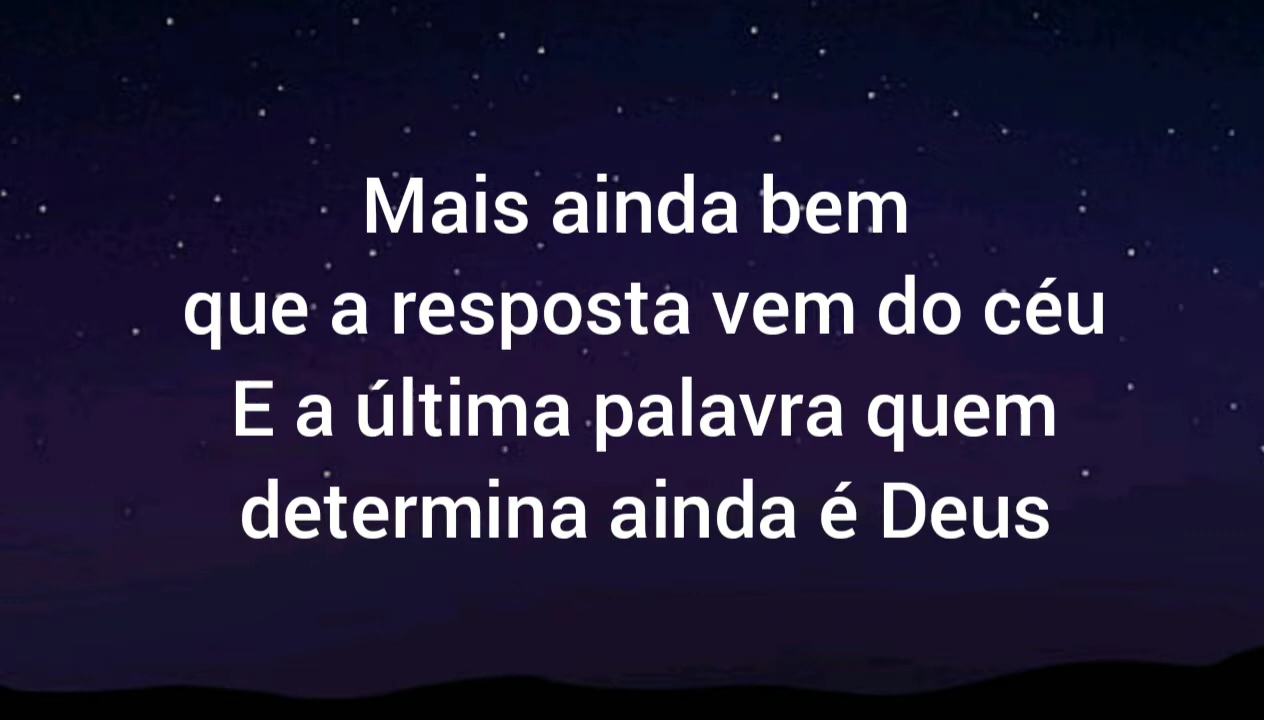 Mais ainda bem
que a resposta vem do céu
E a última palavra quem
determina ainda é Deus